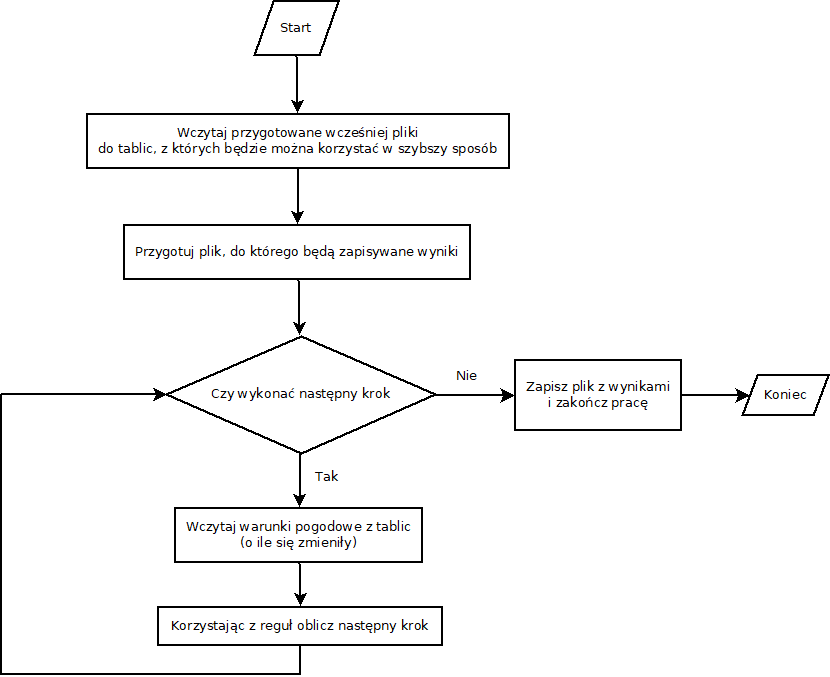 Start
Wczytaj przygotowane wcześniej pliki
do tablic, z których będzie można korzystać w szybszy sposób
Przygotuj plik, do którego będą zapisywane wyniki
Czy wykonać następny krok
Nie
Zapisz plik z wynikami
i zakończ pracę
Koniec
Tak
Wczytaj warunki pogodowe z tablic
(o ile się zmieniły)
Korzystając z reguł oblicz następny krok